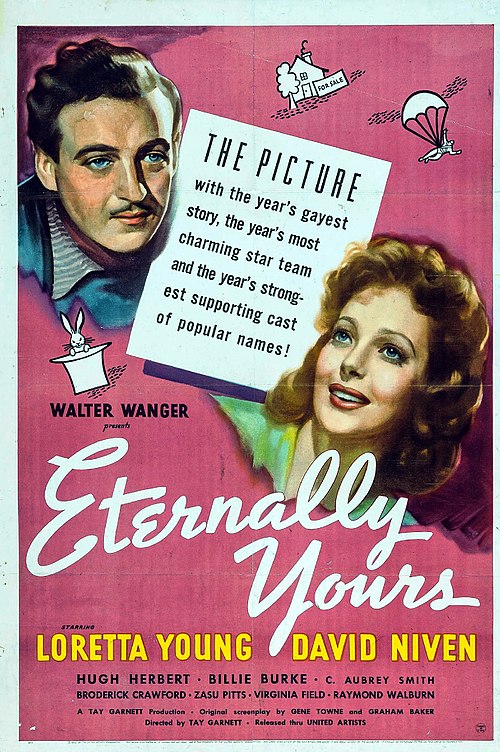 FOR SALE
THE PICTURE
with the year's gayest
story, the year's most
charming star team
and the year's strong-
est supporting cast
of popular names!
WALTER WANGER
presents
Eternally
Yours
STARRING
LORETTA YOUNG DAVID NIVEN
HUGH HERBERT · BILLIE BURKE · C. AUBREY SMITH
BRODERICK CRAWFORD · ZASU PITTS · VIRGINIA FIELD · RAYMOND WALBURN
A TAY GARNETT Production · Original screenplay by GENE TOWNE and GRAHAM BAKER
Directed by TAY GARNETT · Released thru UNITED ARTISTS